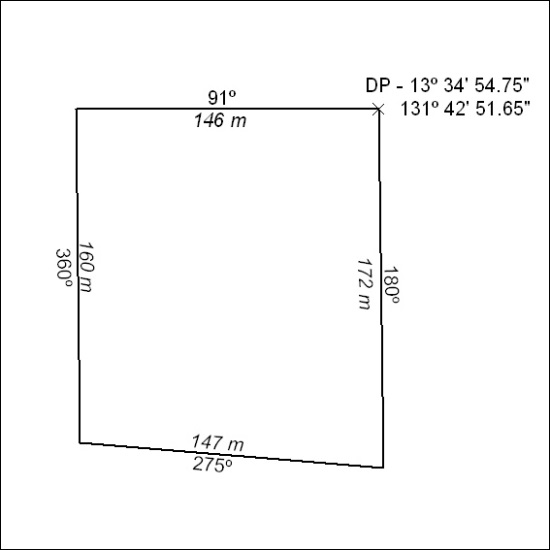 DP - 13º 34' 54.75"
91º
131º 42' 51.65"
146 m
360º
160 m
172 m
180º
147 m
275º